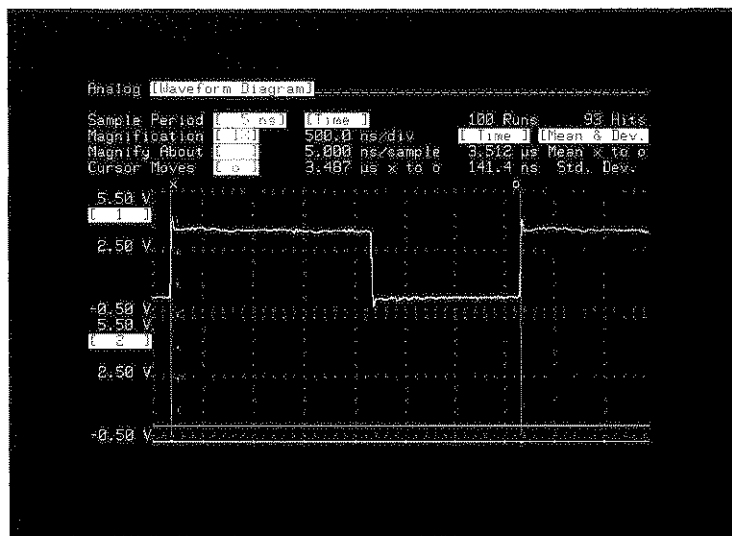 Analog [Waveform Diagram]
Sample Period [ 5 ns] [Time ] 100 Runs 93 Hits
Magnification [ 1X] 500.0 ns/div [ Time ] [Mean & Dev.
Magnify About [ ] 5.000 ns/sample 3.512 µs Mean x to o
Cursor Moves [ o ] 3.487 µs x to o 141.4 ns Std. Dev.
x o
5.50 V
[ 1 ]
2.50 V
-0.50 V
5.50 V
[ 2 ]
2.50 V
-0.50 V